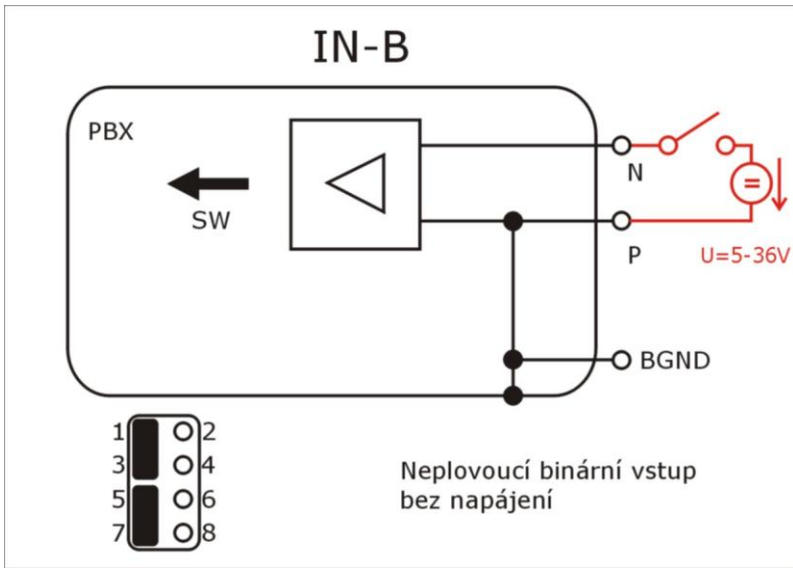 IN-B
PBX
SW
N
=
P
U=5-36V
BGND
1 2
3 4
5 6
7 8
Neplovoucí binární vstup
bez napájení